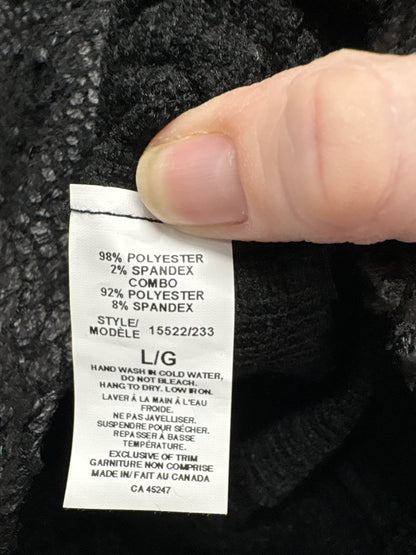 98% POLYESTER
2% SPANDEX
COMBO
92% POLYESTER
8% SPANDEX
STYLE/
MODÈLE 15522/233
L/G
HAND WASH IN COLD WATER,
DO NOT BLEACH.
HANG TO DRY. LOW IRON.
LAVER À LA MAIN À L'EAU
FROIDE.
NE PAS JAVELLISER.
SUSPENDRE POUR SÉCHER.
REPASSER À BASSE
TEMPÉRATURE.
EXCLUSIVE OF TRIM
GARNITURE NON COMPRISE
MADE IN/ FAIT AU CANADA
CA 45247